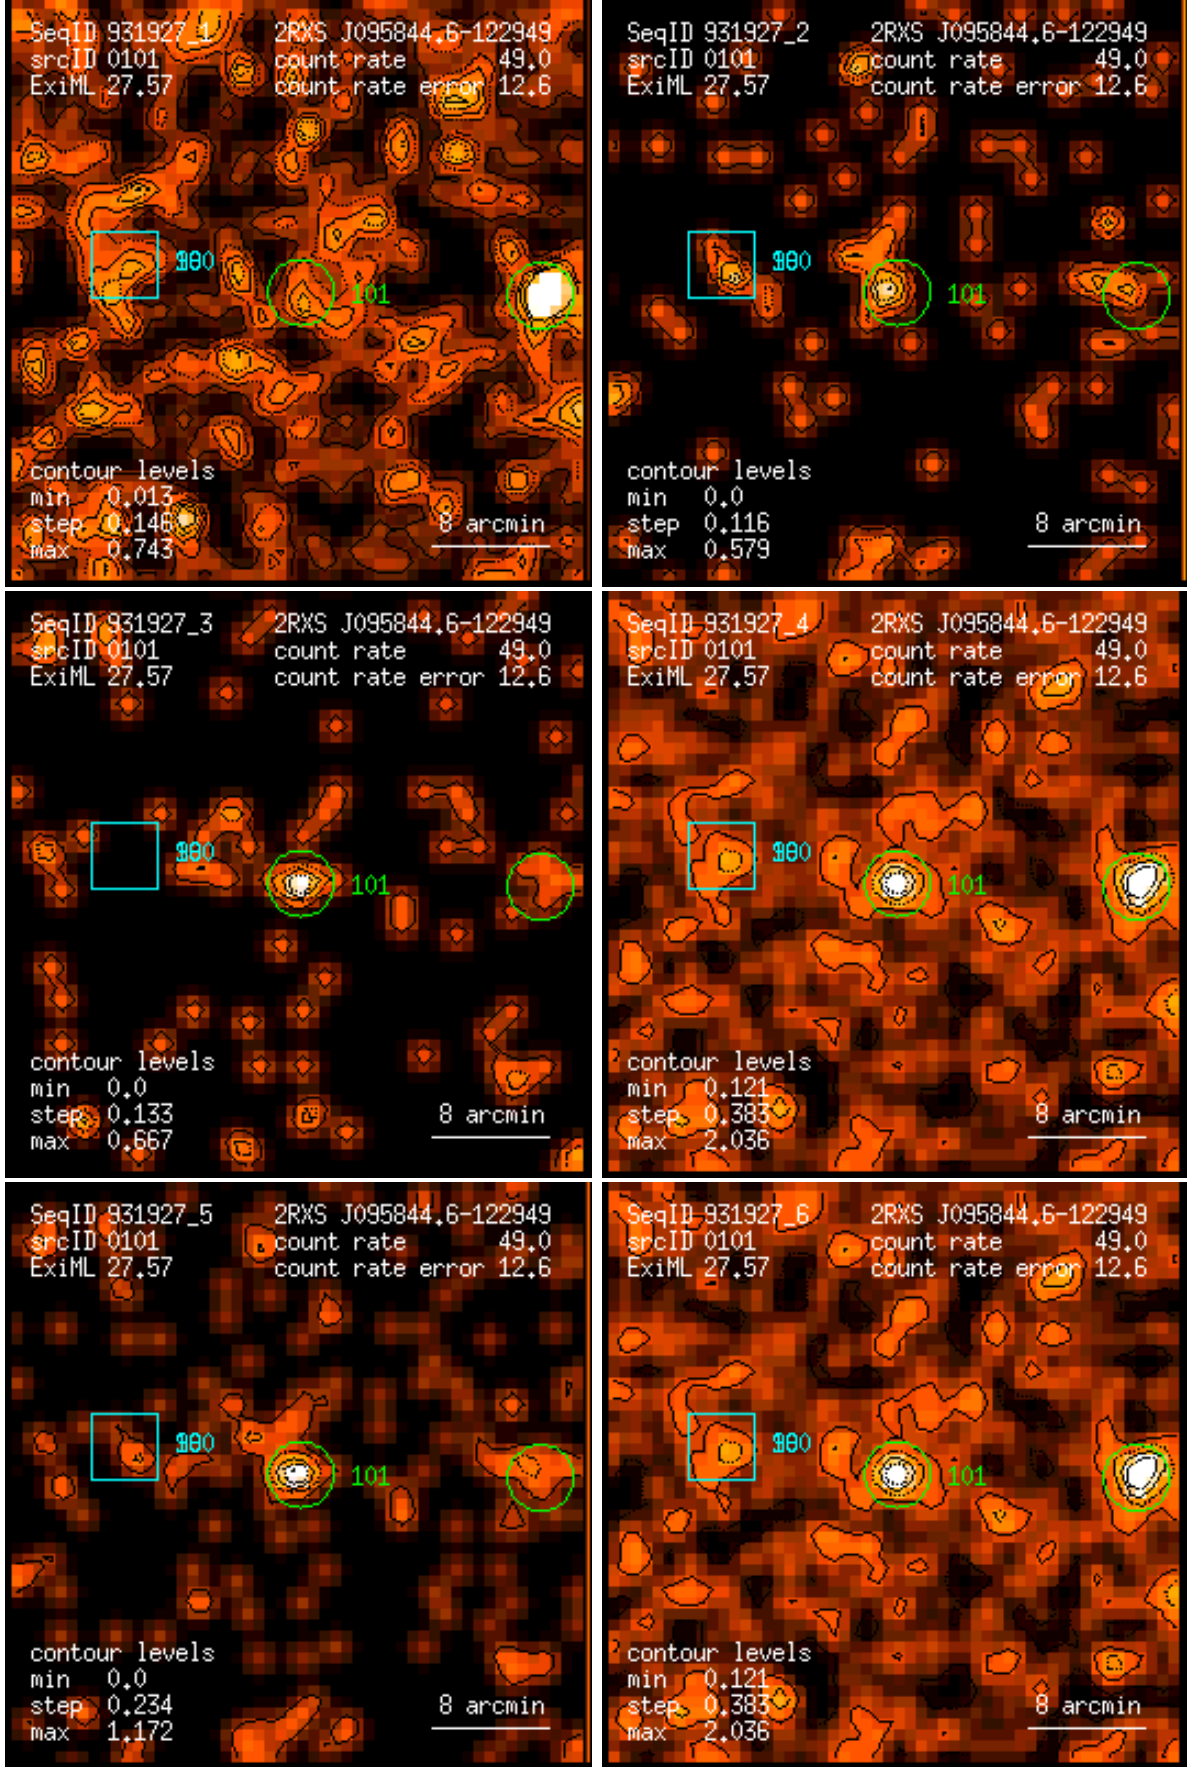 SeqID 931927_1 2RXS J095844.6-122949
srcID 0101 count rate 49.0
ExiML 27.57 count rate error 12.6
101
contour levels
min 0.013
step 0.146
max 0.743
8 arcmin
SeqID 931927_2 2RXS J095844.6-122949
srcID 0101 count rate 49.0
ExiML 27.57 count rate error 12.6
101
contour levels
min 0.0
step 0.116
max 0.579
8 arcmin
SeqID 931927_3 2RXS J095844.6-122949
srcID 0101 count rate 49.0
ExiML 27.57 count rate error 12.6
101
contour levels
min 0.0
step 0.133
max 0.667
8 arcmin
SeqID 931927_4 2RXS J095844.6-122949
srcID 0101 count rate 49.0
ExiML 27.57 count rate error 12.6
101
contour levels
min 0.121
step 0.383
max 2.036
8 arcmin
SeqID 931927_5 2RXS J095844.6-122949
srcID 0101 count rate 49.0
ExiML 27.57 count rate error 12.6
101
contour levels
min 0.0
step 0.234
max 1.172
8 arcmin
SeqID 931927_6 2RXS J095844.6-122949
srcID 0101 count rate 49.0
ExiML 27.57 count rate error 12.6
101
contour levels
min 0.121
step 0.383
max 2.036
8 arcmin